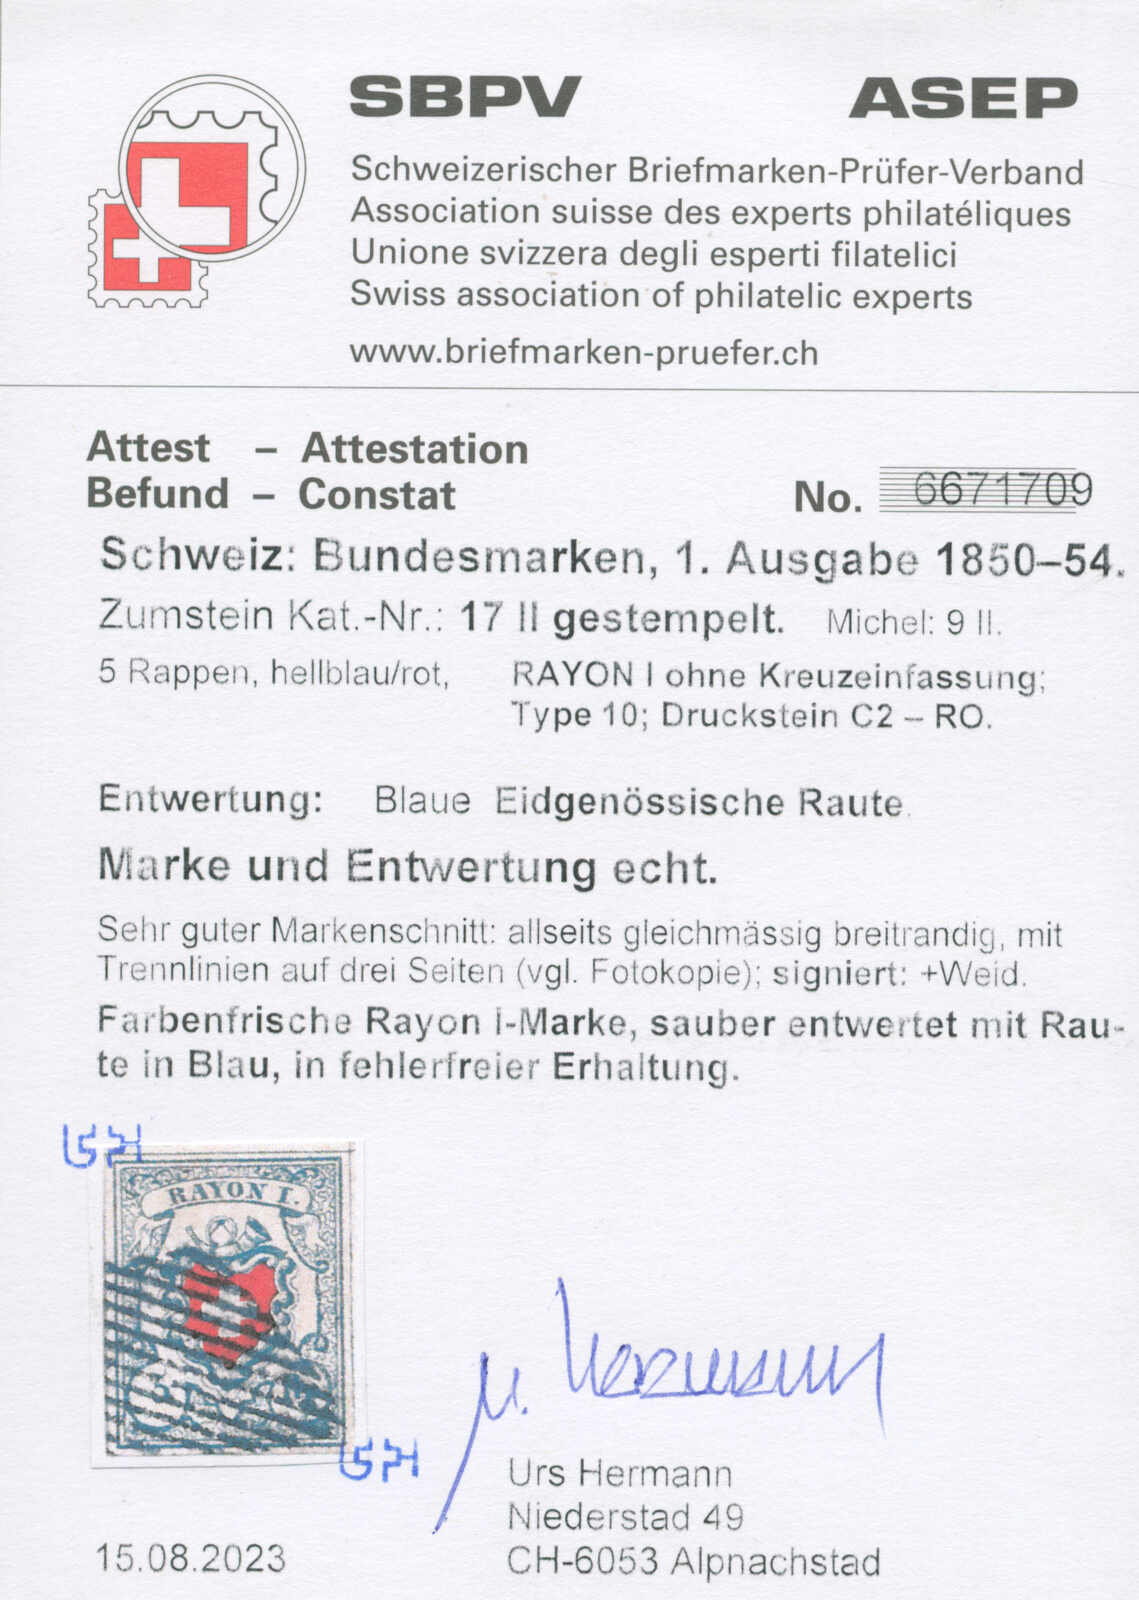 SBPV ASEP
Schweizerischer Briefmarken-Prüfer-Verband
Association suisse des experts philatéliques
Unione svizzera degli esperti filatelici
Swiss association of philatelic experts
www.briefmarken-pruefer.ch
Attest – Attestation
Befund – Constat No. 6671709
Schweiz: Bundesmarken, 1. Ausgabe 1850–54.
Zumstein Kat.-Nr.: 17 II gestempelt. Michel: 9 II.
5 Rappen, hellblau/rot, RAYON I ohne Kreuzeinfassung;
Type 10; Druckstein C2 – RO.
Entwertung: Blaue Eidgenössische Raute.
Marke und Entwertung echt.
Sehr guter Markenschnitt: allseits gleichmässig breitrandig, mit
Trennlinien auf drei Seiten (vgl. Fotokopie); signiert: +Weid.
Farbenfrische Rayon I-Marke, sauber entwertet mit Rau-
te in Blau, in fehlerfreier Erhaltung.
RAYON I.
U. Hermann
Urs Hermann
Niederstad 49
15.08.2023 CH-6053 Alpnachstad